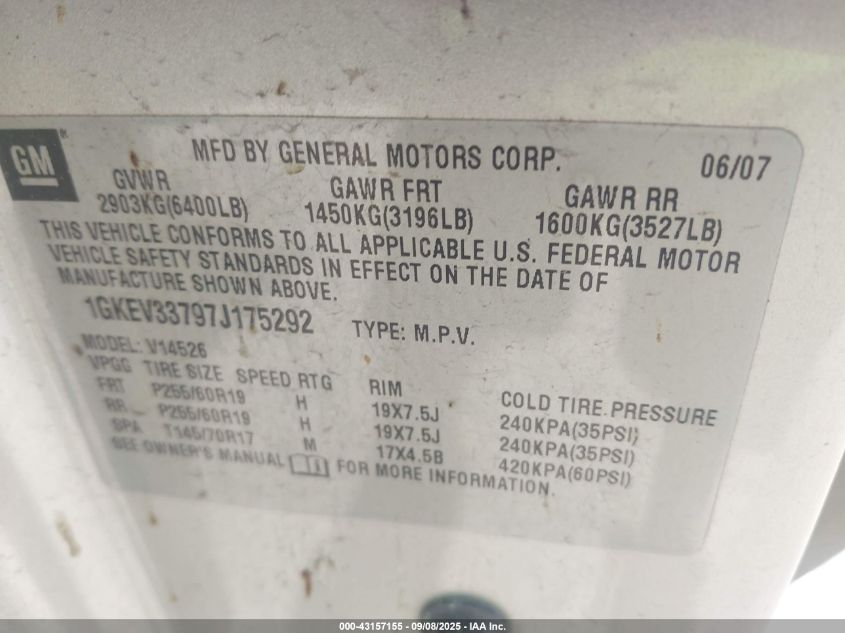 GM®
MFD BY GENERAL MOTORS CORP. 06/07
GVWR GAWR FRT GAWR RR
2903KG(6400LB) 1450KG(3196LB) 1600KG(3527LB)
THIS VEHICLE CONFORMS TO ALL APPLICABLE U.S. FEDERAL MOTOR
VEHICLE SAFETY STANDARDS IN EFFECT ON THE DATE OF
MANUFACTURE SHOWN ABOVE.
1GKEV33797J175292 TYPE: M.P.V.
MODEL: V14526
VPGG TIRE SIZE SPEED RTG RIM COLD TIRE PRESSURE
FRT P255/60R19 H 19X7.5J 240KPA(35PSI)
RR P255/60R19 H 19X7.5J 240KPA(35PSI)
SPA T145/70R17 M 17X4.5B 420KPA(60PSI)
SEE OWNER'S MANUAL FOR MORE INFORMATION.
000-43157155 - 09/08/2025 - IAA Inc.